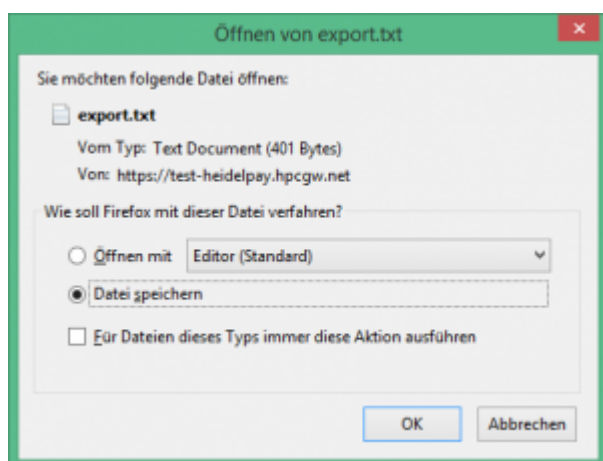 Öffnen von export.txt
Sie möchten folgende Datei öffnen:
export.txt
Vom Typ: Text Document (401 Bytes)
Von: https://test-heidelpay.hpcgw.net
Wie soll Firefox mit dieser Datei verfahren?
Öffnen mit Editor (Standard)
Datei speichern
Für Dateien dieses Typs immer diese Aktion ausführen
OK Abbrechen